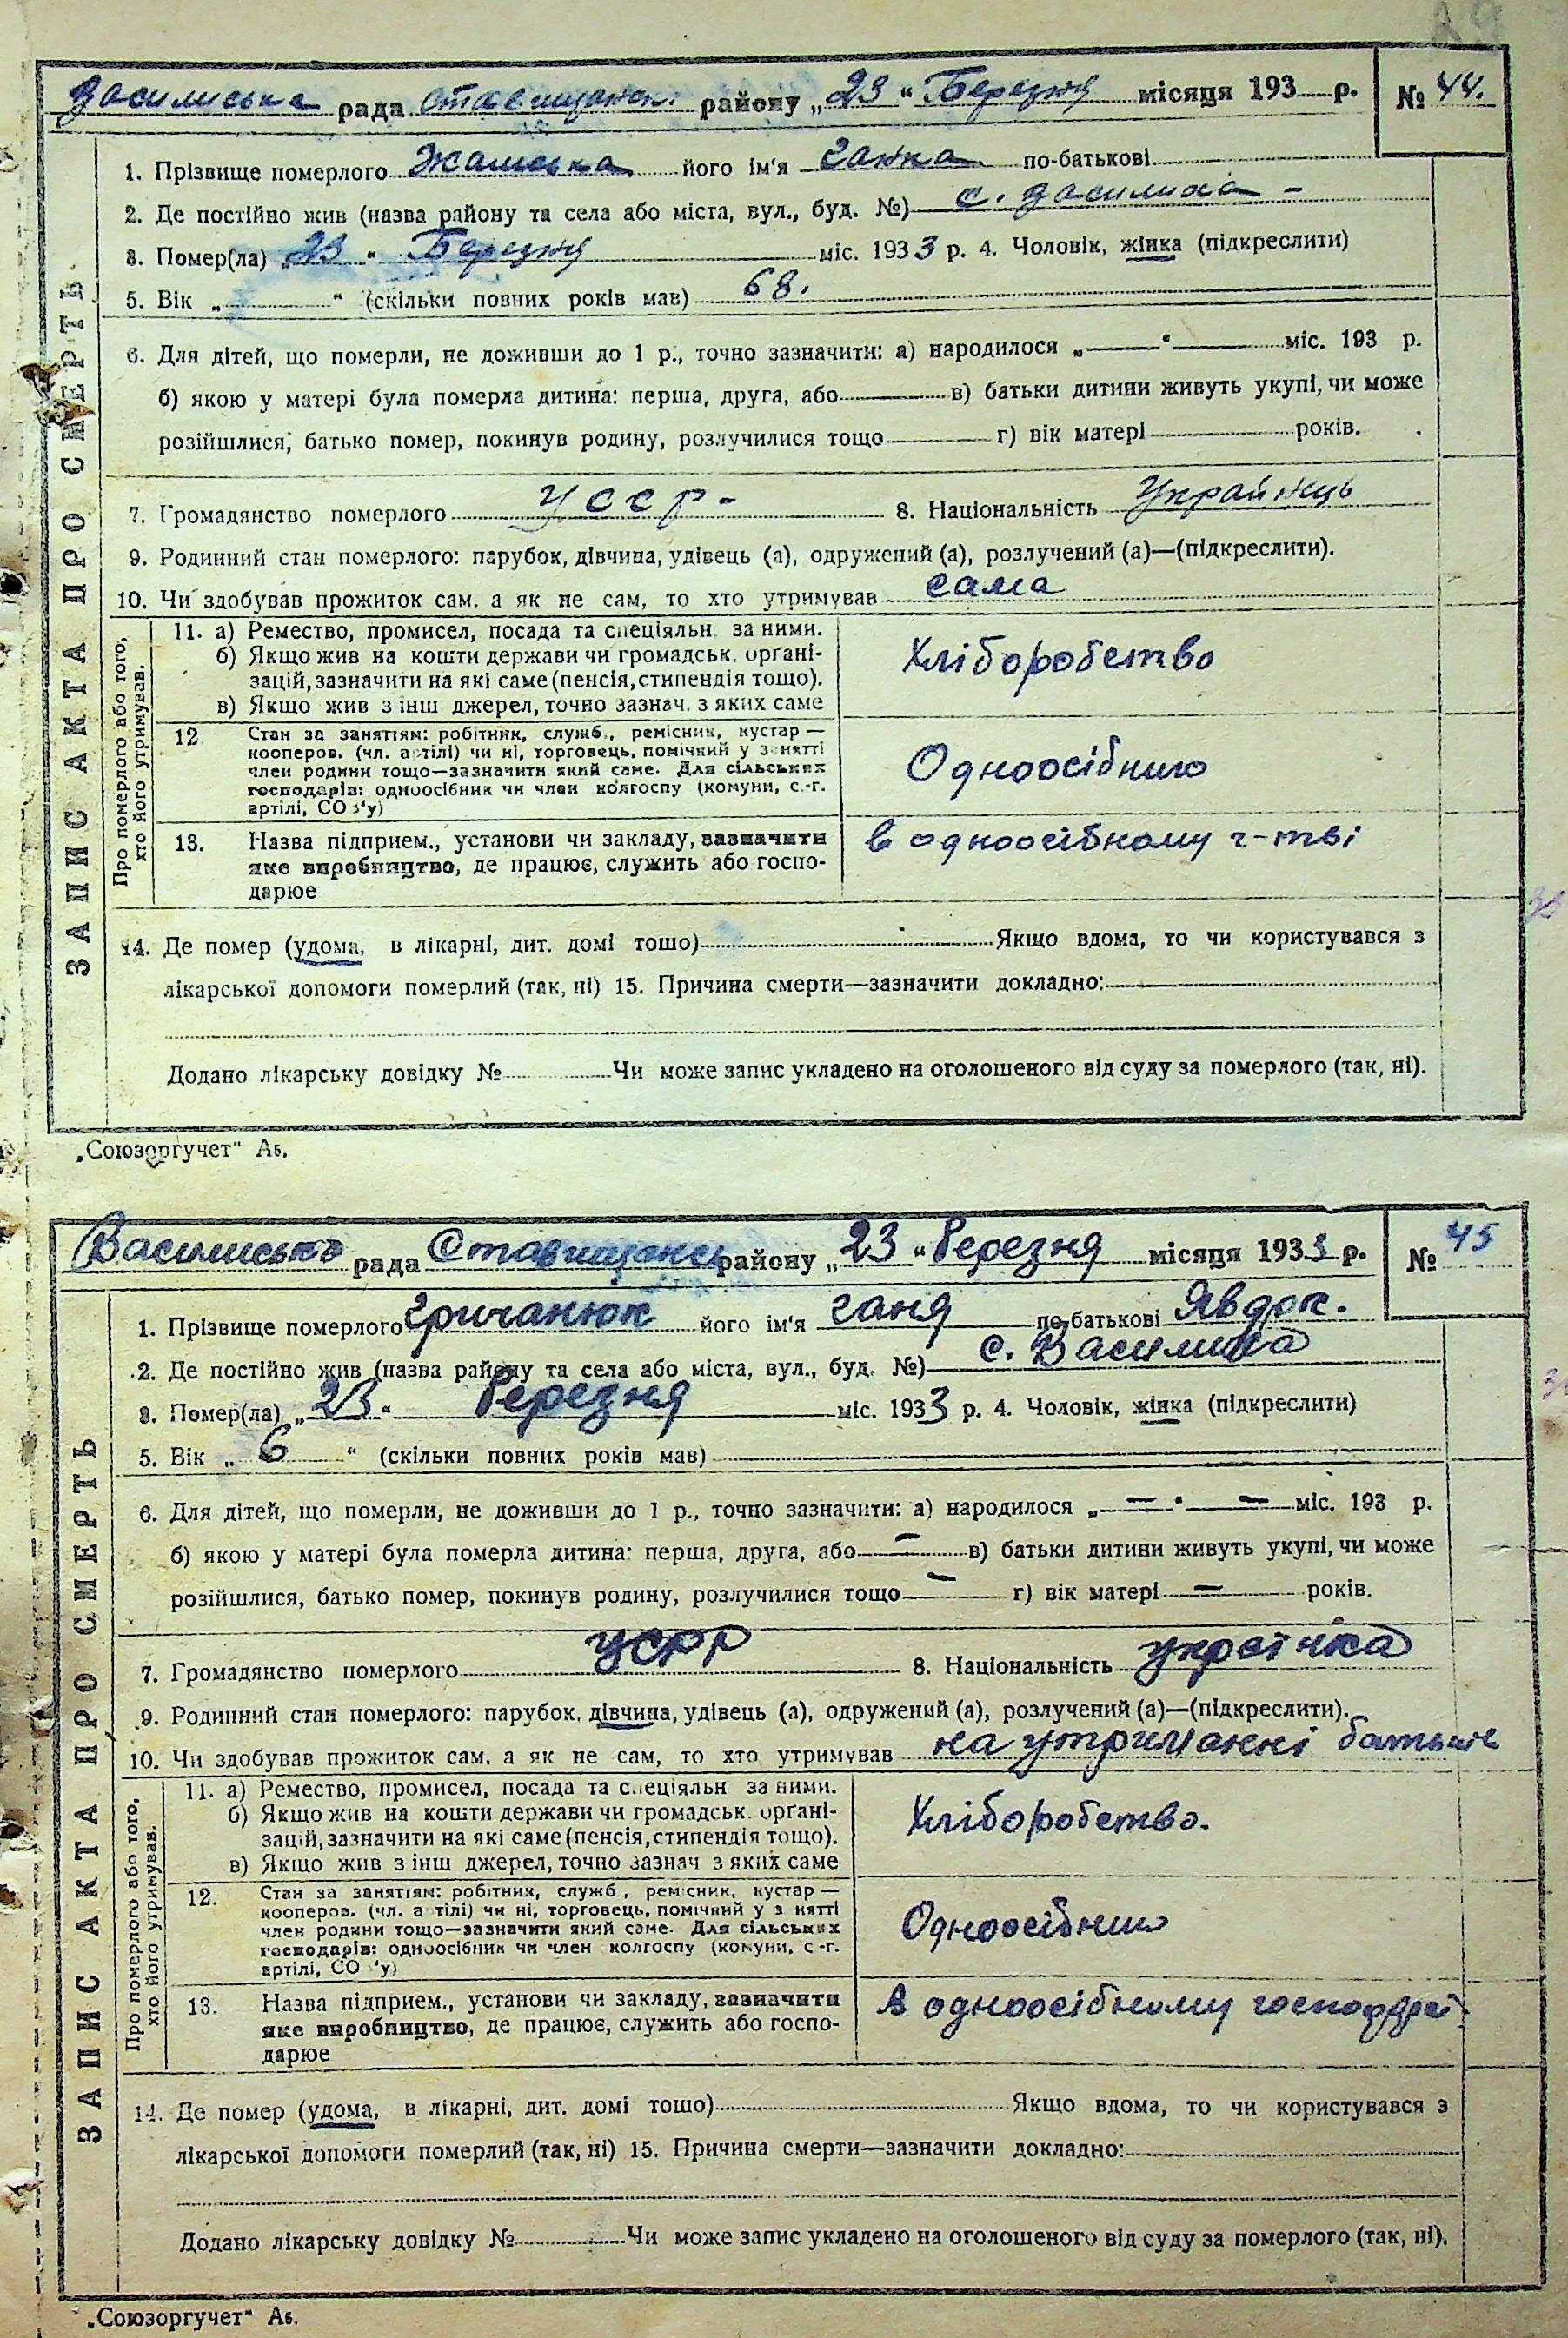 Василиська рада Ставищанськ. району „23“ Березня місяця 193 р. № 44.
1. Прізвище померлого його ім'я Ганна по-батькові
2. Де постійно жив (назва району та села або міста, вул., буд. №) с. Василиха -
3. Помер(ла) „23“ Березня міс. 1933 р. 4. Чоловік, жінка (підкреслити)
5. Вік „ “ (скільки повних років мав) 68.
6. Для дітей, що померли, не доживши до 1 р., точно зазначити: а) народилося „ “ міс. 193 р.
б) якою у матері була померла дитина: перша, друга, або в) батьки дитини живуть укупі, чи може
розійшлися, батько помер, покинув родину, розлучилися тощо г) вік матері років.
7. Громадянство померлого УССР - 8. Національність Українець
9. Родинний стан померлого: парубок, дівчина, удівець (а), одружений (а), розлучений (а)—(підкреслити).
10. Чи здобував прожиток сам, а як не сам, то хто утримував сама
ЗАПИС АКТА ПРО СМЕРТЬ
Про померлого або того,
хто його утримував.
11. а) Ремество, промисел, посада та спеціяльн. за ними.
б) Якщо жив на кошти держави чи громадськ. орґані-
зацій, зазначити на які саме (пенсія, стипендія тощо).
в) Якщо жив з інш джерел, точно зазнач. з яких саме
Хліборобство
12. Стан за заняттям: робітник, служб., ремісник, кустар —
кооперов. (чл. артілі) чи ні, торговець, помічний у занятті
член родини тощо—зазначити який саме. Для сільських
господарів: одноосібник чи член колгоспу (комуни, с.-г.
артілі, СОЗ'у)
13. Назва підприєм., установи чи закладу, зазначити
яке виробництво, де працює, служить або госпо-
дарює
в одноосібному г-тві
14. Де помер (удома, в лікарні, дит. домі тошо) Якщо вдома, то чи користувався з
лікарської допомоги померлий (так, ні) 15. Причина смерти—зазначити докладно:
Додано лікарську довідку № Чи може запис укладено на оголошеного від суду за померлого (так, ні).
„Союзоргучет“ Аб.
Василиська рада Ставищанськ району „23“ Березня місяця 1933 р. № 45
1. Прізвище померлого Гричанюк його ім'я Ганя по-батькові Явдок.
2. Де постійно жив (назва району та села або міста, вул., буд. №) с. Василиха
3. Помер(ла) „23“ Березня міс. 1933 р. 4. Чоловік, жінка (підкреслити)
5. Вік „6“ (скільки повних років мав)
6. Для дітей, що померли, не доживши до 1 р., точно зазначити: а) народилося „ — “ — міс. 193 р.
б) якою у матері була померла дитина: перша, друга, або — в) батьки дитини живуть укупі, чи може
розійшлися, батько помер, покинув родину, розлучилися тощо — г) вік матері — років.
7. Громадянство померлого УСРР 8. Національність українка
9. Родинний стан померлого: парубок, дівчина, удівець (а), одружений (а), розлучений (а)—(підкреслити).
10. Чи здобував прожиток сам, а як не сам, то хто утримував на утриманні
ЗАПИС АКТА ПРО СМЕРТЬ
Про померлого або того,
хто його утримував.
11. а) Ремество, промисел, посада та спеціяльн за ними.
б) Якщо жив на кошти держави чи громадськ. орґані-
зацій, зазначити на які саме (пенсія, стипендія тощо).
в) Якщо жив з інш джерел, точно зазнач з яких саме
Хліборобство.
12. Стан за заняттям: робітник, служб., ремісник, кустар —
кооперов. (чл. артілі) чи ні, торговець, помічний у занятті
член родини тощо—зазначити який саме. Для сільських
господарів: одноосібник чи член колгоспу (комуни, с.-г.
артілі, СОЗ'у)
Одноосібник
13. Назва підприєм., установи чи закладу, зазначити
яке виробництво, де працює, служить або госпо-
дарює
в одноосібному
14. Де помер (удома, в лікарні, дит. домі тошо) Якщо вдома, то чи користувався з
лікарської допомоги померлий (так, ні) 15. Причина смерти—зазначити докладно:
Додано лікарську довідку № Чи може запис укладено на оголошеного від суду за померлого (так, ні).
„Союзоргучет“ Аб.